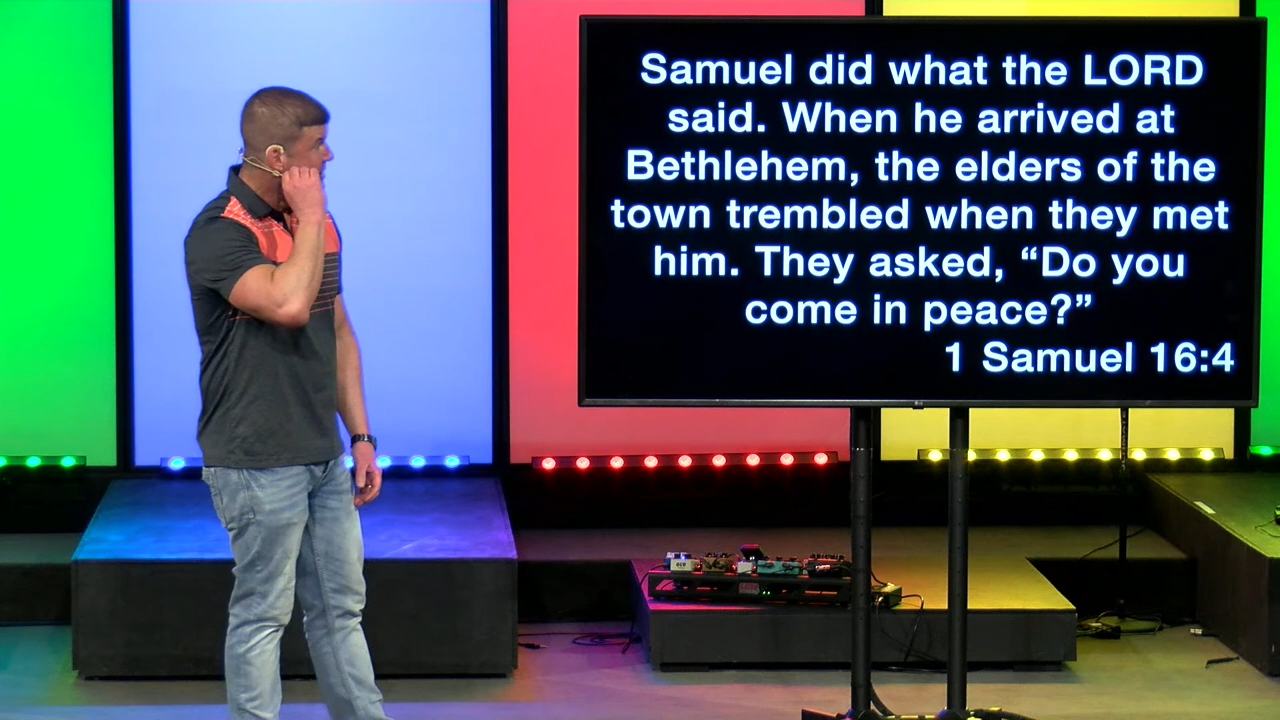 Samuel did what the LORD
said. When he arrived at
Bethlehem, the elders of the
town trembled when they met
him. They asked, “Do you
come in peace?”
1 Samuel 16:4